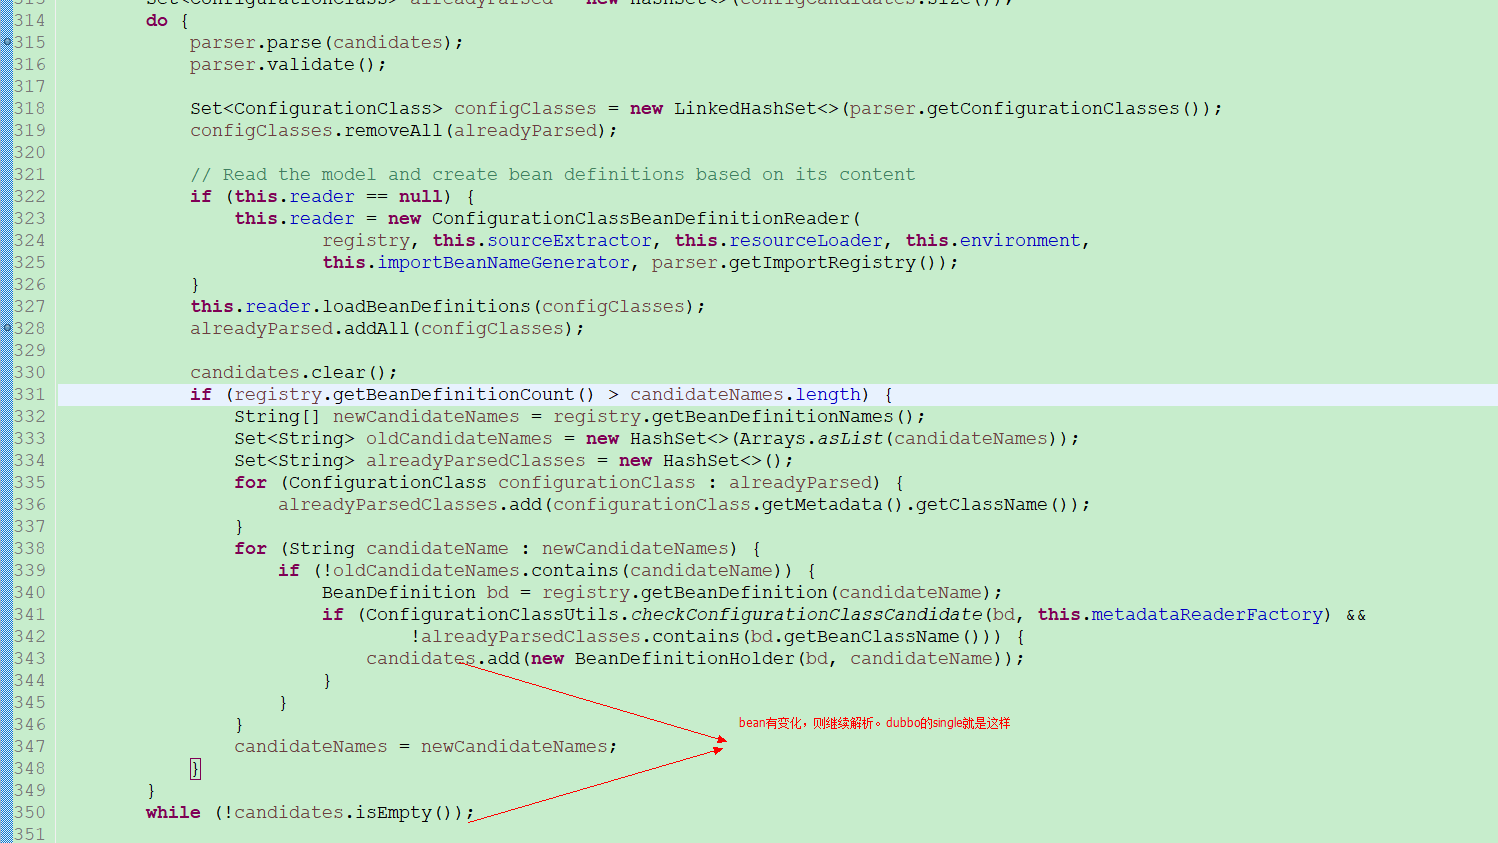 313         Set<ConfigurationClass> alreadyParsed = new HashSet<>(configCandidates.size());
314         do {
315             parser.parse(candidates);
316             parser.validate();
317
318             Set<ConfigurationClass> configClasses = new LinkedHashSet<>(parser.getConfigurationClasses());
319             configClasses.removeAll(alreadyParsed);
320
321             // Read the model and create bean definitions based on its content
322             if (this.reader == null) {
323                 this.reader = new ConfigurationClassBeanDefinitionReader(
324                         registry, this.sourceExtractor, this.resourceLoader, this.environment,
325                         this.importBeanNameGenerator, parser.getImportRegistry());
326             }
327             this.reader.loadBeanDefinitions(configClasses);
328             alreadyParsed.addAll(configClasses);
329
330             candidates.clear();
331             if (registry.getBeanDefinitionCount() > candidateNames.length) {
332                 String[] newCandidateNames = registry.getBeanDefinitionNames();
333                 Set<String> oldCandidateNames = new HashSet<>(Arrays.asList(candidateNames));
334                 Set<String> alreadyParsedClasses = new HashSet<>();
335                 for (ConfigurationClass configurationClass : alreadyParsed) {
336                     alreadyParsedClasses.add(configurationClass.getMetadata().getClassName());
337                 }
338                 for (String candidateName : newCandidateNames) {
339                     if (!oldCandidateNames.contains(candidateName)) {
340                         BeanDefinition bd = registry.getBeanDefinition(candidateName);
341                         if (ConfigurationClassUtils.checkConfigurationClassCandidate(bd, this.metadataReaderFactory) &&
342                                 !alreadyParsedClasses.contains(bd.getBeanClassName())) {
343                             candidates.add(new BeanDefinitionHolder(bd, candidateName));
344                         }
345                     }
346                 }
bean有变化，则继续解析。dubbo的single就是这样
347                 candidateNames = newCandidateNames;
348             }
349         }
350         while (!candidates.isEmpty());
351